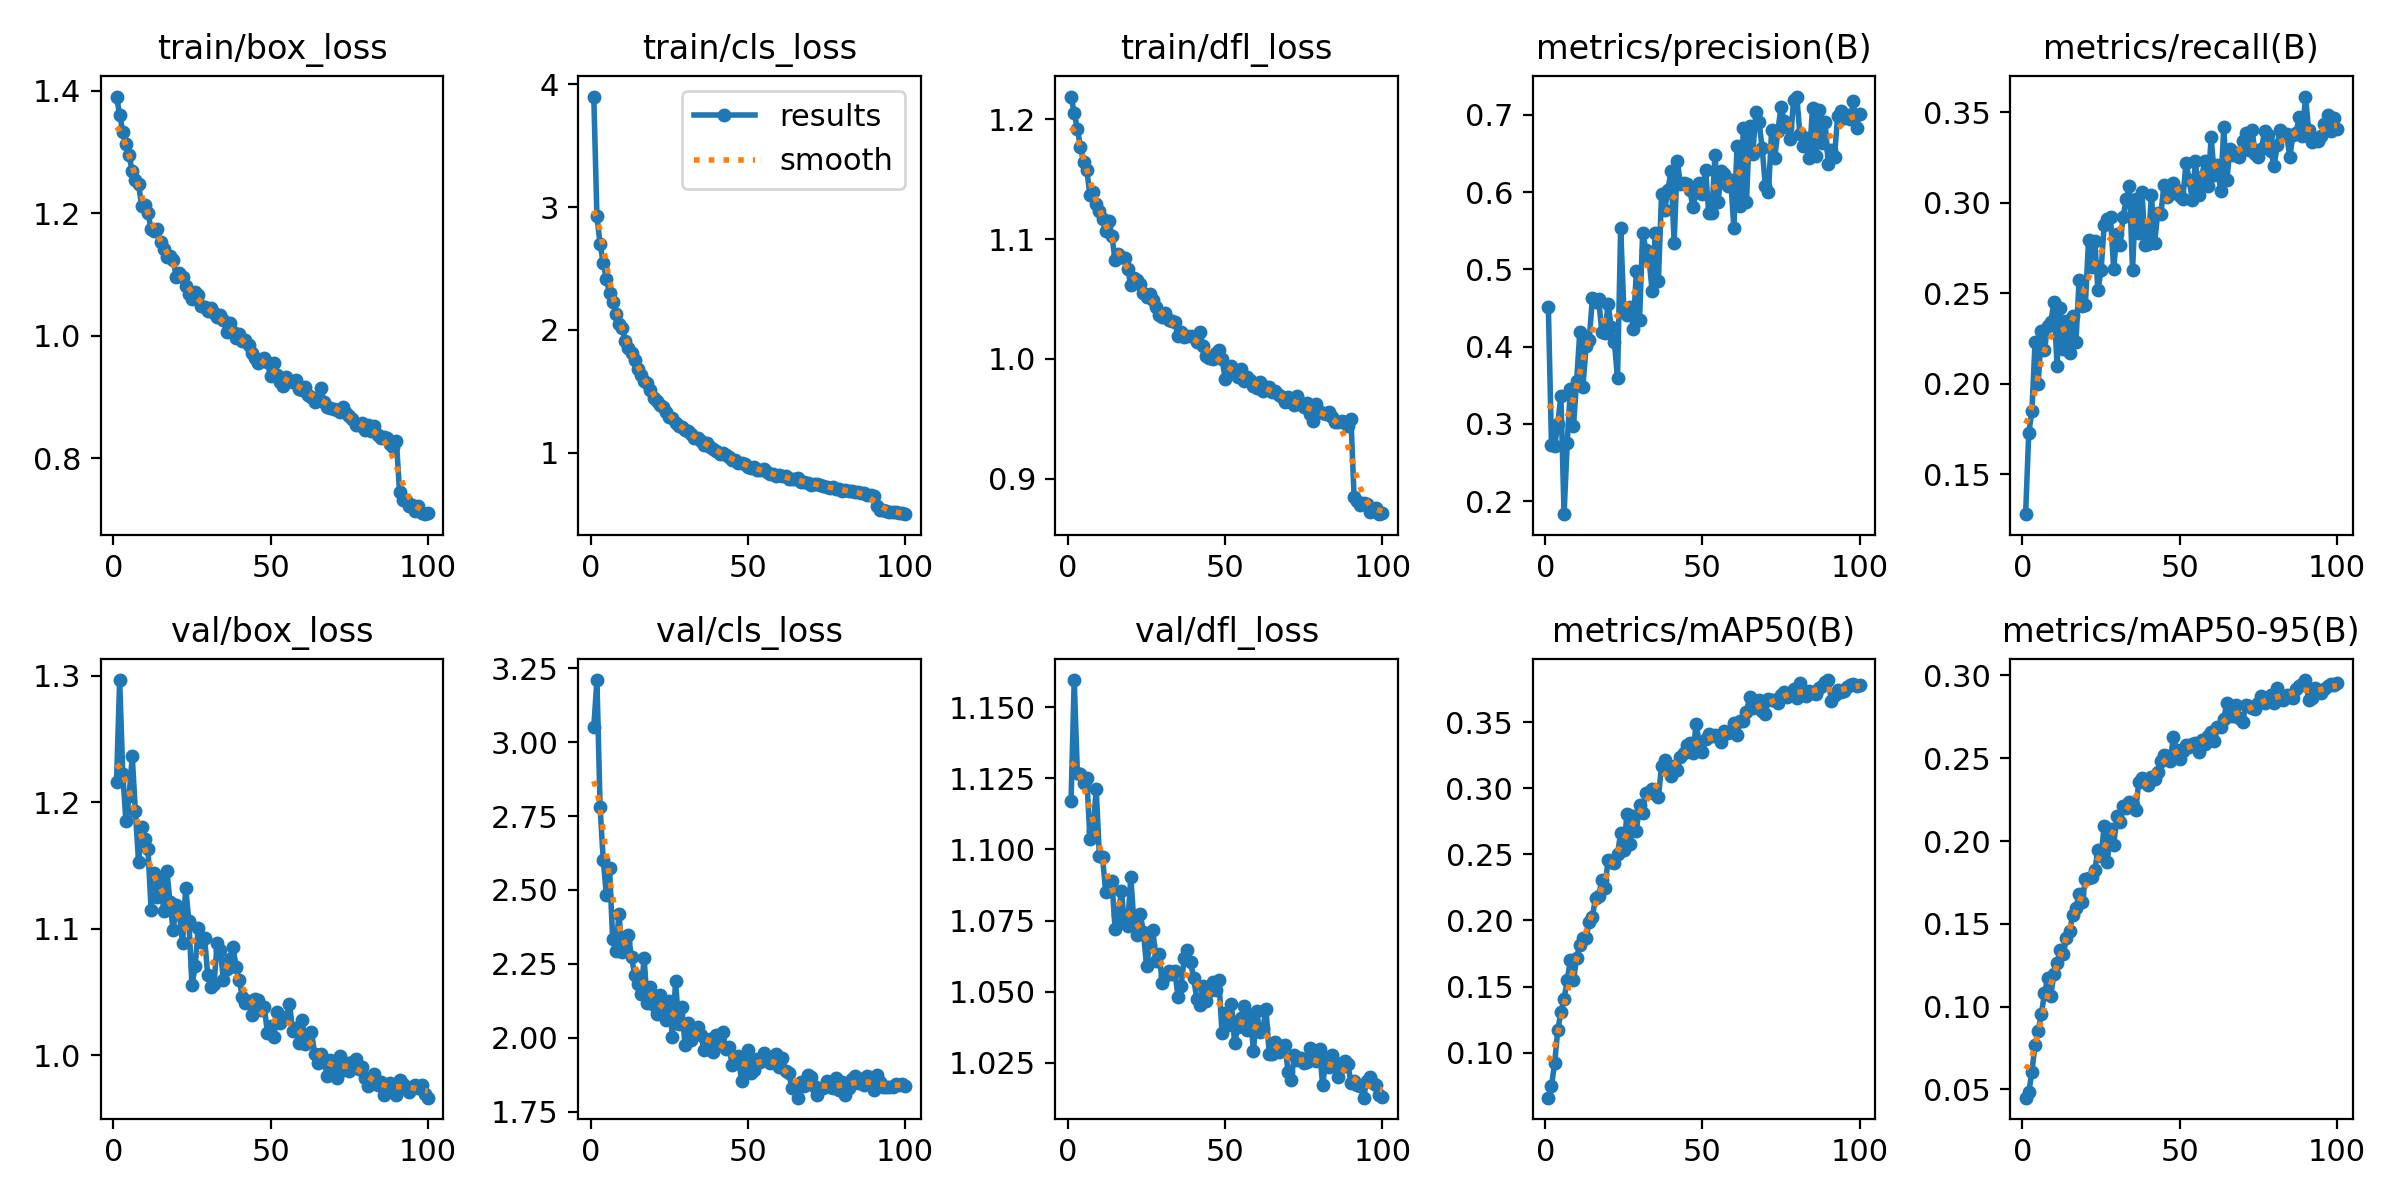 train/box_loss
1.4
1.2
1.0
0.8
0 50 100
train/cls_loss
results
smooth
4
3
2
1
0 50 100
train/dfl_loss
1.2
1.1
1.0
0.9
0 50 100
metrics/precision(B)
0.7
0.6
0.5
0.4
0.3
0.2
0 50 100
metrics/recall(B)
0.35
0.30
0.25
0.20
0.15
0 50 100
val/box_loss
1.3
1.2
1.1
1.0
0 50 100
val/cls_loss
3.25
3.00
2.75
2.50
2.25
2.00
1.75
0 50 100
val/dfl_loss
1.150
1.125
1.100
1.075
1.050
1.025
0 50 100
metrics/mAP50(B)
0.35
0.30
0.25
0.20
0.15
0.10
0 50 100
metrics/mAP50-95(B)
0.30
0.25
0.20
0.15
0.10
0.05
0 50 100